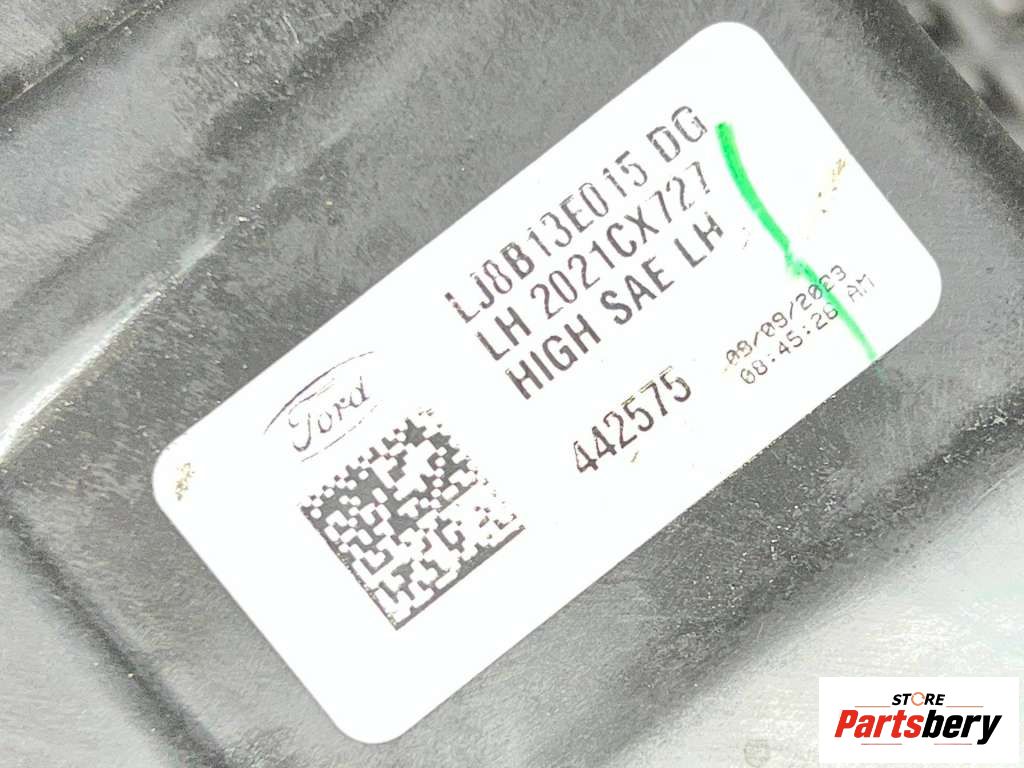 Ford
LJ8B13E015 DG
LH 2021CX727
HIGH SAE LH
442575
09/09/2023
08:45:26 AM
STORE
Partsbery